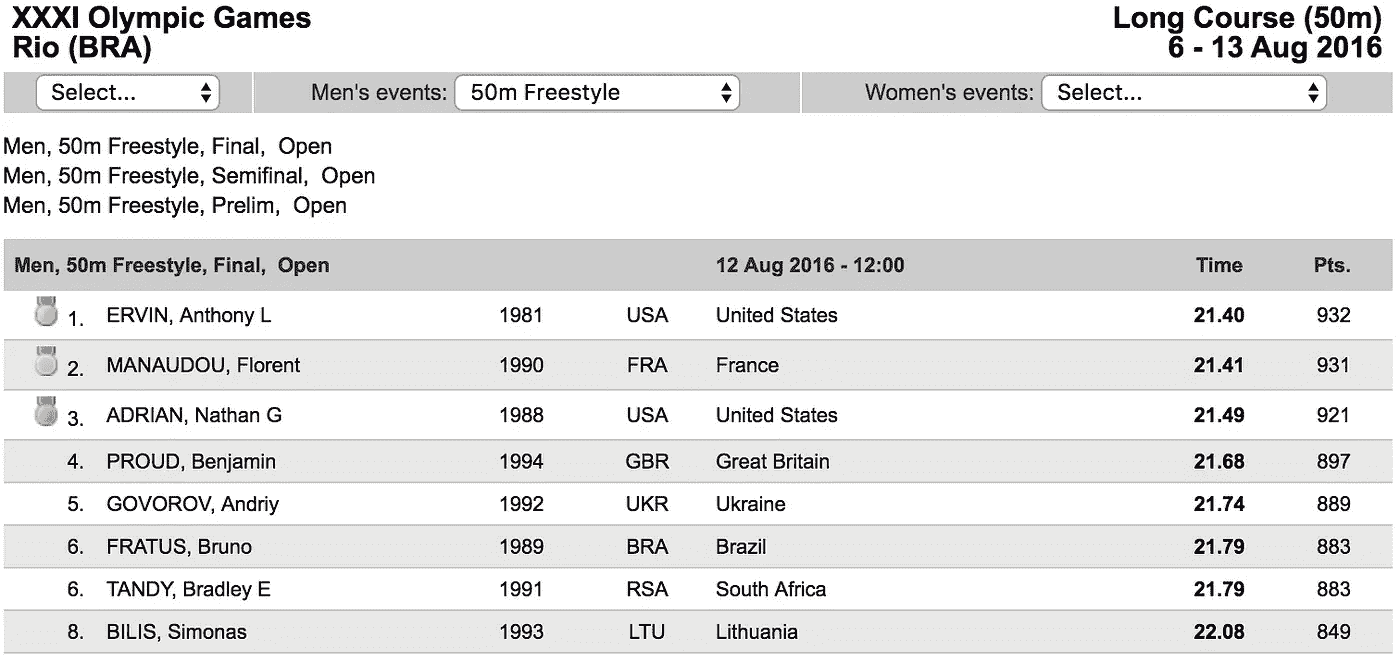 XXXI Olympic Games Long Course (50m)
Rio (BRA) 6 - 13 Aug 2016
Select... Men's events: 50m Freestyle Women's events: Select...
Men, 50m Freestyle, Final, Open
Men, 50m Freestyle, Semifinal, Open
Men, 50m Freestyle, Prelim, Open
Men, 50m Freestyle, Final, Open 12 Aug 2016 - 12:00 Time Pts.
1. ERVIN, Anthony L 1981 USA United States 21.40 932
2. MANAUDOU, Florent 1990 FRA France 21.41 931
3. ADRIAN, Nathan G 1988 USA United States 21.49 921
4. PROUD, Benjamin 1994 GBR Great Britain 21.68 897
5. GOVOROV, Andriy 1992 UKR Ukraine 21.74 889
6. FRATUS, Bruno 1989 BRA Brazil 21.79 883
6. TANDY, Bradley E 1991 RSA South Africa 21.79 883
8. BILIS, Simonas 1993 LTU Lithuania 22.08 849